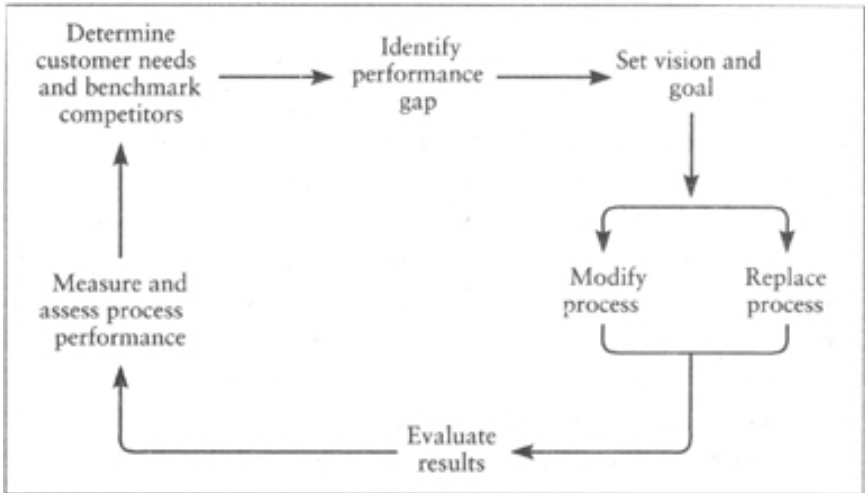 Determine
customer needs
and benchmark
competitors
Identify
performance
gap
Set vision and
goal
Modify
process
Replace
process
Evaluate
results
Measure and
assess process
performance